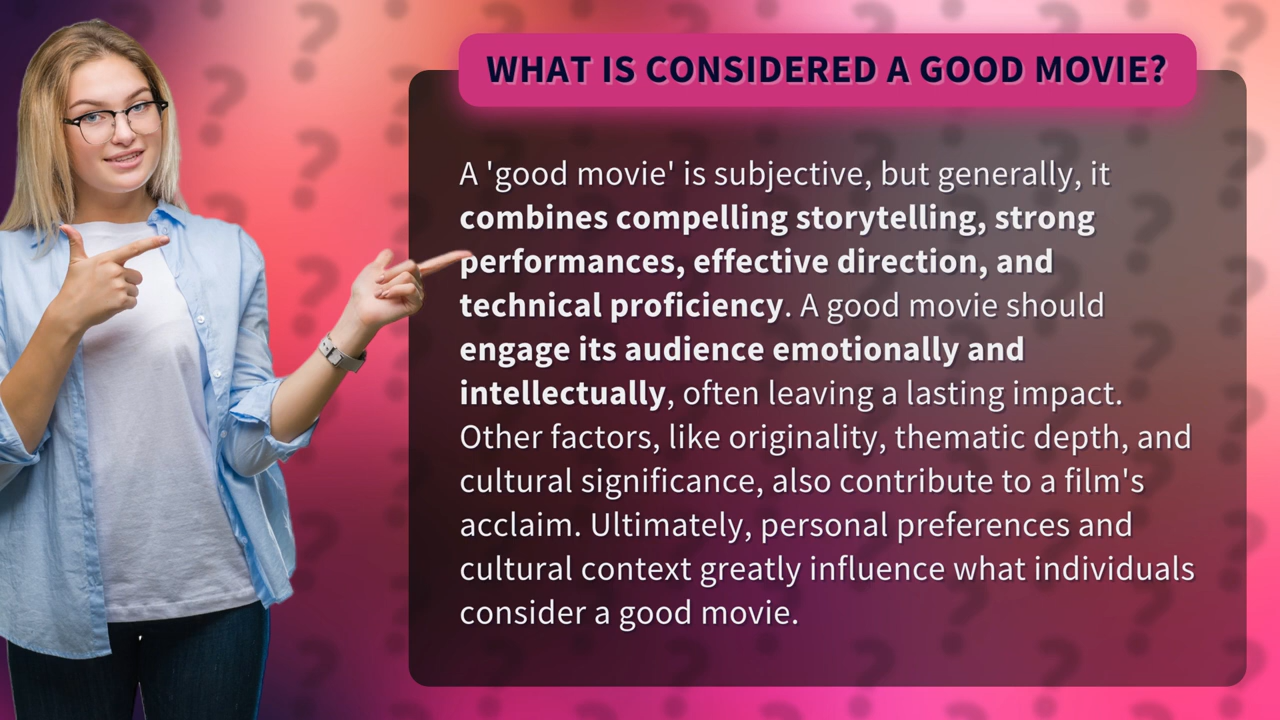 WHAT IS CONSIDERED A GOOD MOVIE?
A 'good movie' is subjective, but generally, it
combines compelling storytelling, strong
performances, effective direction, and
technical proficiency. A good movie should
engage its audience emotionally and
intellectually, often leaving a lasting impact.
Other factors, like originality, thematic depth, and
cultural significance, also contribute to a film's
acclaim. Ultimately, personal preferences and
cultural context greatly influence what individuals
consider a good movie.